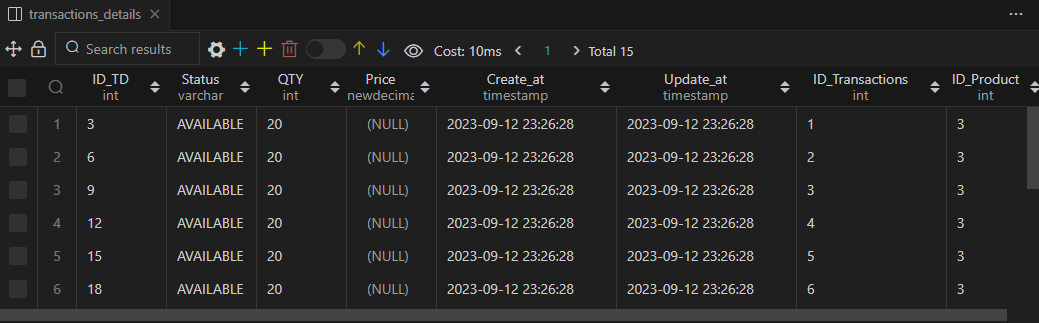 transactions_details
Search results Cost: 10ms 1 Total 15
ID_TD Status QTY Price Create_at Update_at ID_Transactions ID_Product
int varchar int newdecima timestamp timestamp int int
1 3 AVAILABLE 20 (NULL) 2023-09-12 23:26:28 2023-09-12 23:26:28 1 3
2 6 AVAILABLE 20 (NULL) 2023-09-12 23:26:28 2023-09-12 23:26:28 2 3
3 9 AVAILABLE 20 (NULL) 2023-09-12 23:26:28 2023-09-12 23:26:28 3 3
4 12 AVAILABLE 20 (NULL) 2023-09-12 23:26:28 2023-09-12 23:26:28 4 3
5 15 AVAILABLE 20 (NULL) 2023-09-12 23:26:28 2023-09-12 23:26:28 5 3
6 18 AVAILABLE 20 (NULL) 2023-09-12 23:26:28 2023-09-12 23:26:28 6 3